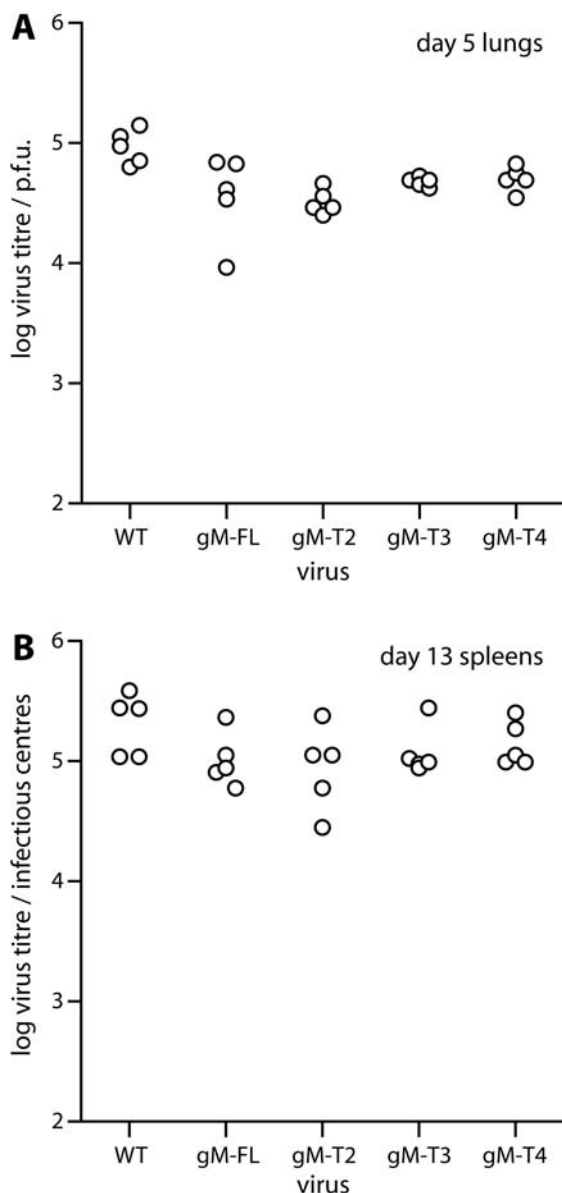 A
day 5 lungs
log virus titre / p.f.u.
6
5
4
3
2
WT gM-FL gM-T2 gM-T3 gM-T4
virus
B
day 13 spleens
log virus titre / infectious centres
6
5
4
3
2
WT gM-FL gM-T2 gM-T3 gM-T4
virus